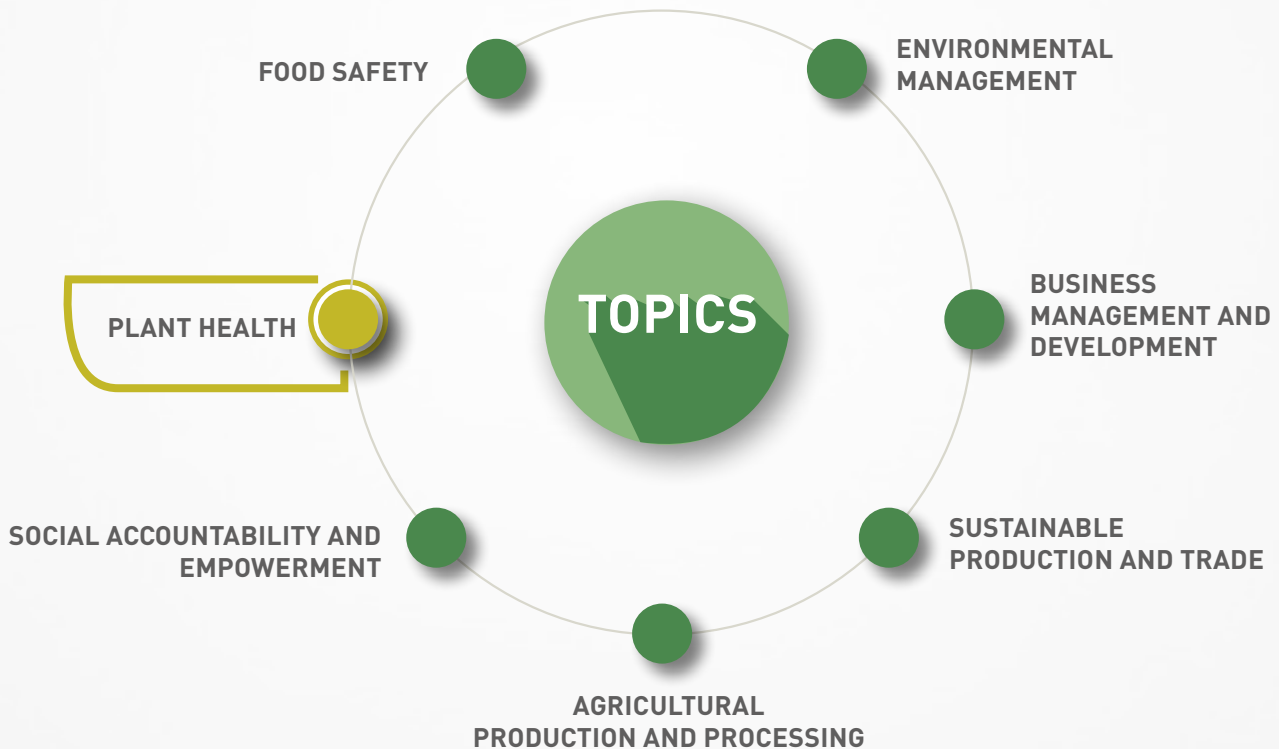 FOOD SAFETY
ENVIRONMENTAL
MANAGEMENT
TOPICS
PLANT HEALTH
BUSINESS
MANAGEMENT AND
DEVELOPMENT
SOCIAL ACCOUNTABILITY AND
EMPOWERMENT
SUSTAINABLE
PRODUCTION AND TRADE
AGRICULTURAL
PRODUCTION AND PROCESSING